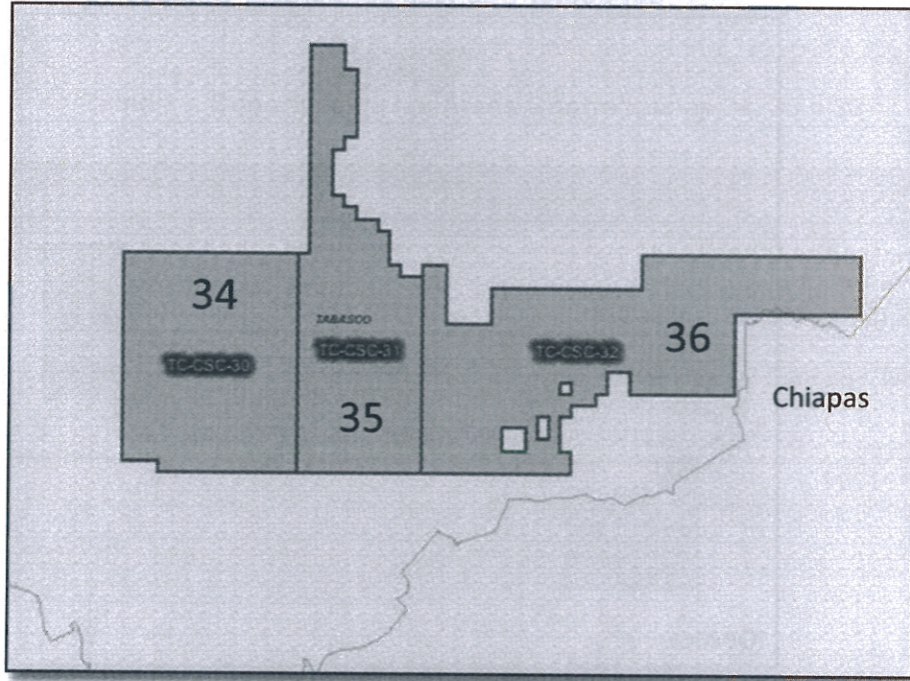 34
TABASCO
TC-CSC-30
TC-CSC-31
TC-CSC-32
36
35
Chiapas